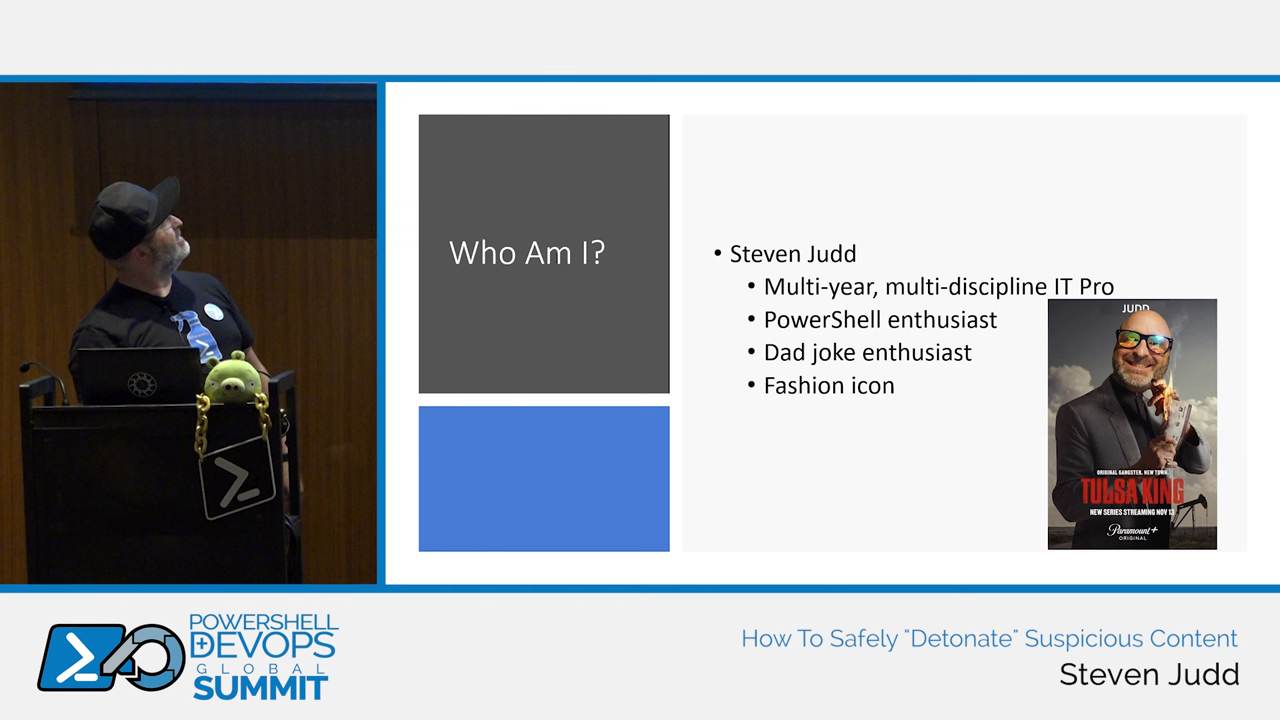 Who Am I?
• Steven Judd
• Multi-year, multi-discipline IT Pro
• PowerShell enthusiast
• Dad joke enthusiast
• Fashion icon
JUDD
ORIGINAL GANGSTER. NEW TOWN.
TULSA KING
NEW SERIES STREAMING NOV 13
Paramount+
ORIGINAL
POWERSHELL
+ DEVOPS
GLOBAL
SUMMIT
How To Safely "Detonate" Suspicious Content
Steven Judd